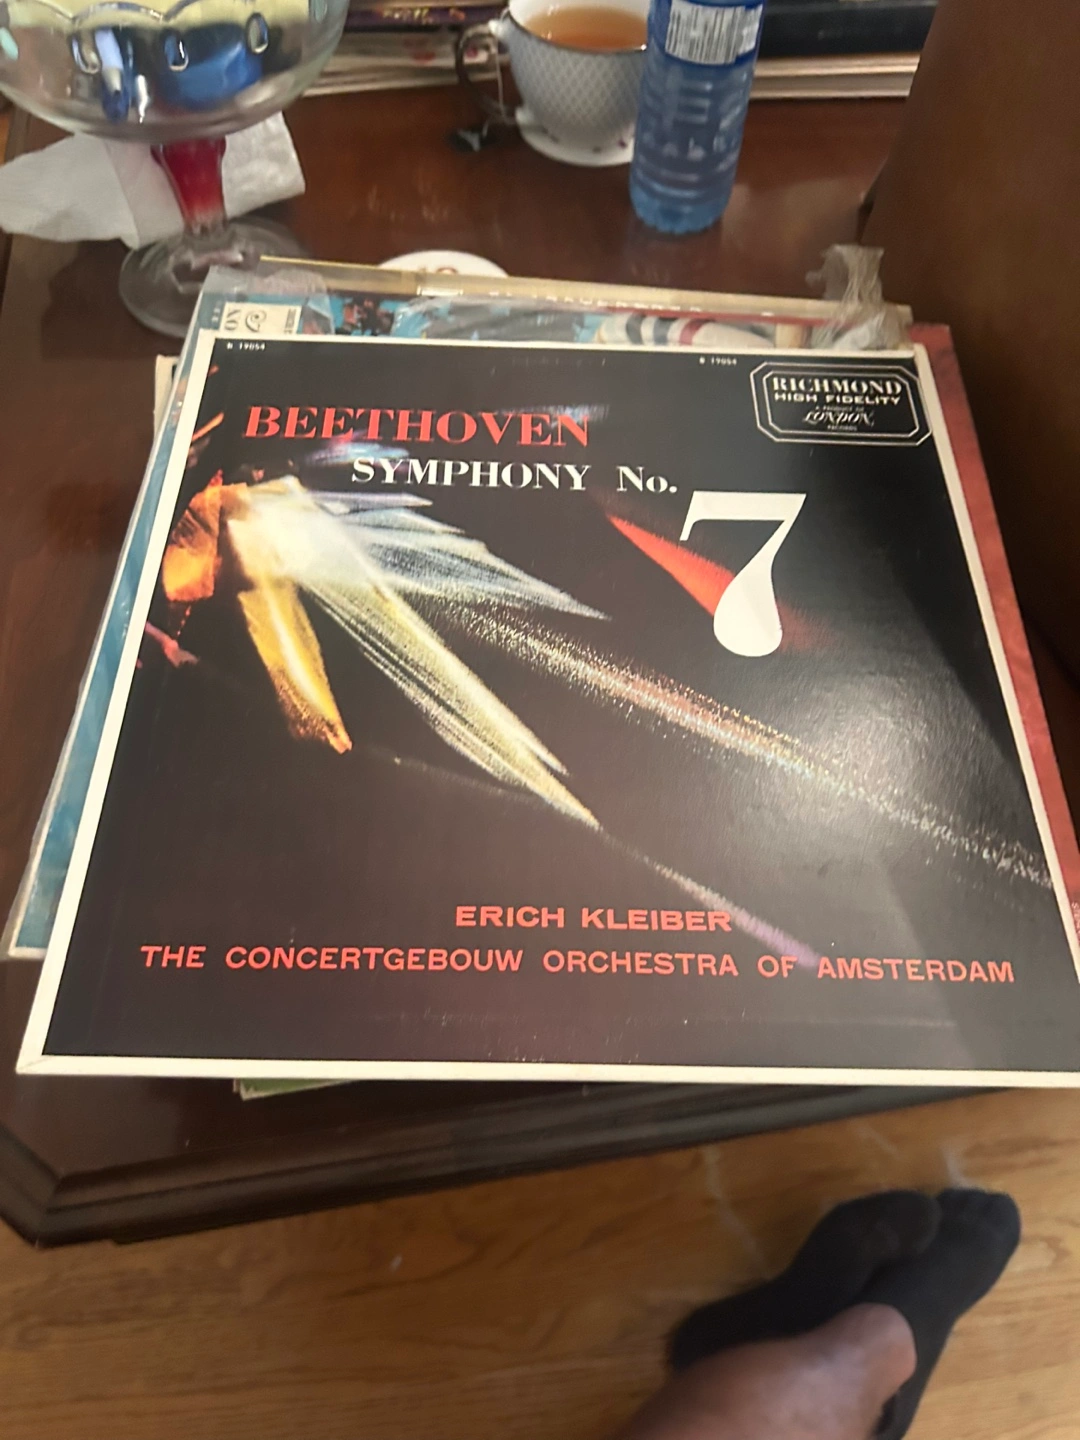 B 19054
B 19054
RICHMOND
HIGH FIDELITY
A PRODUCT OF
LONDON
RECORDS
BEETHOVEN
SYMPHONY No.
7
ERICH KLEIBER
THE CONCERTGEBOUW ORCHESTRA OF AMSTERDAM